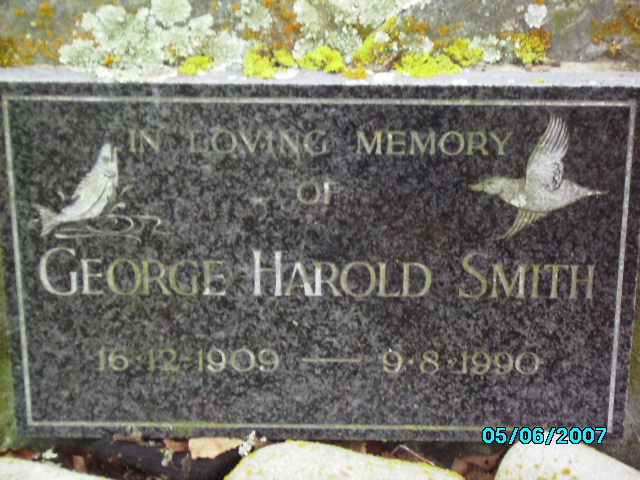 IN LOVING MEMORY
OF
GEORGE HAROLD SMITH
16·12·1909 — 9·8·1990
05/06/2007